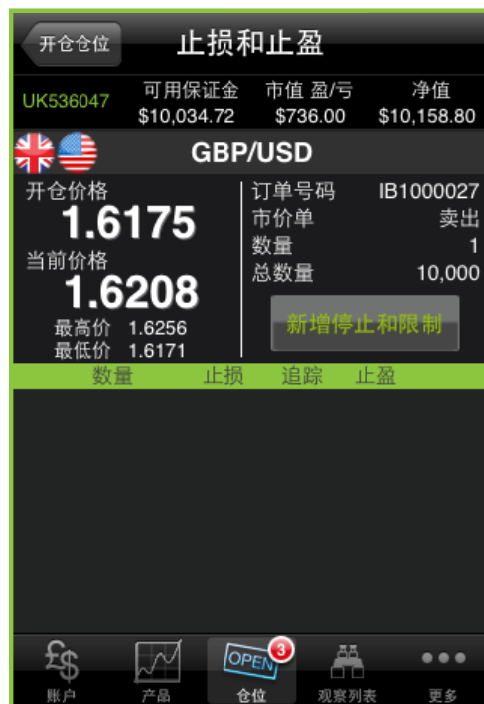 开仓仓位
止损和止盈
UK536047
可用保证金 市值 盈/亏 净值
$10,034.72 $736.00 $10,158.80
GBP/USD
开仓价格
1.6175
当前价格
1.6208
最高价 1.6256
最低价 1.6171
订单号码 IB1000027
市价单 卖出
数量 1
总数量 10,000
新增停止和限制
数量 止损 追踪 止盈
£$
OPEN 3
账户 产品 仓位 观察列表 更多